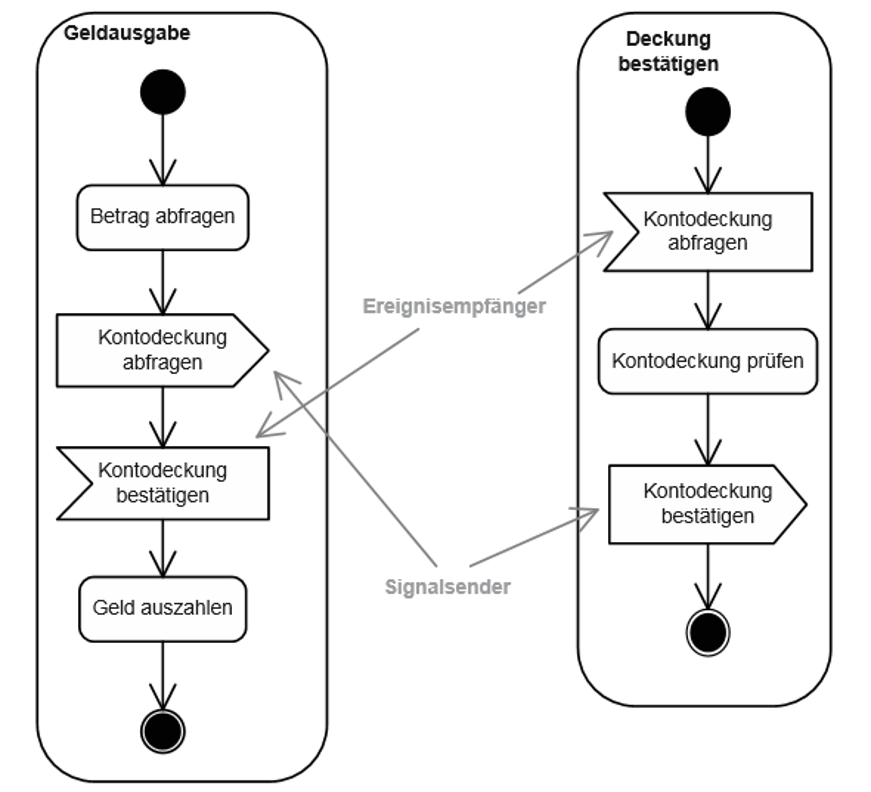 Geldausgabe
Betrag abfragen
Kontodeckung
abfragen
Kontodeckung
bestätigen
Geld auszahlen
Ereignisempfänger
Signalsender
Deckung
bestätigen
Kontodeckung
abfragen
Kontodeckung prüfen
Kontodeckung
bestätigen